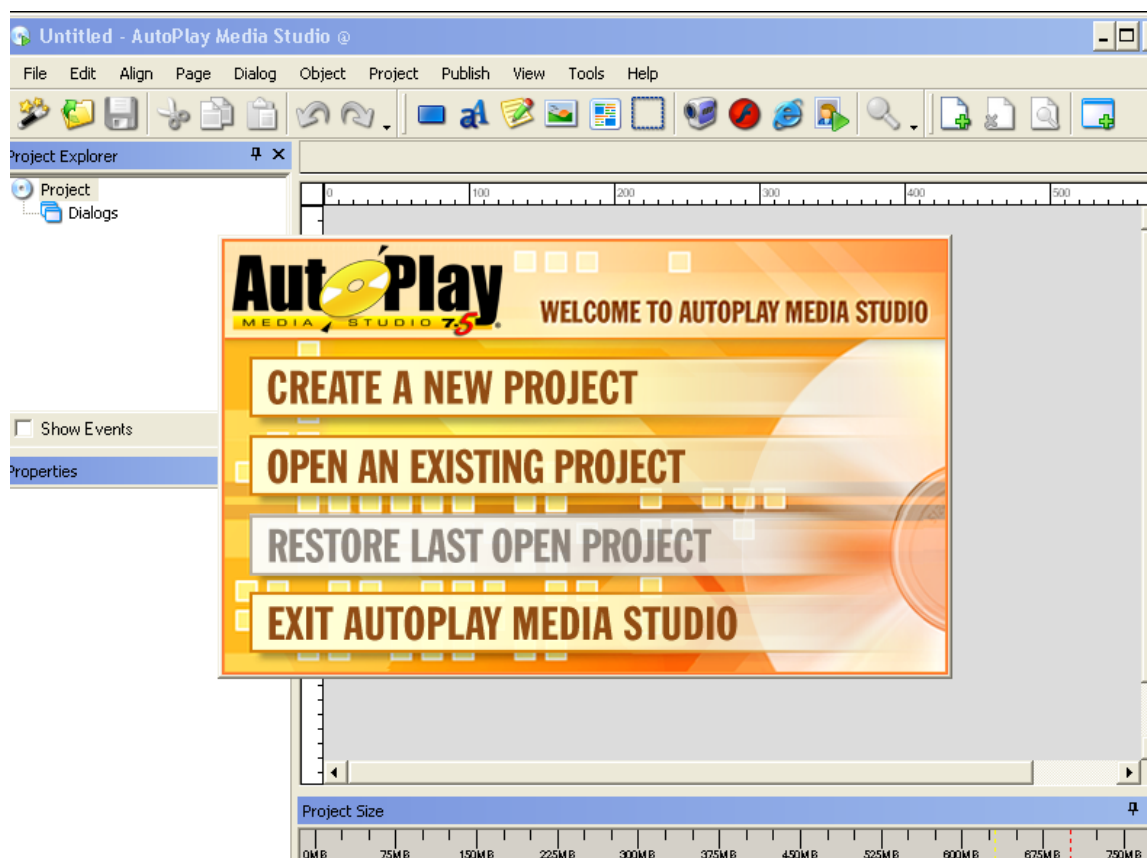 Untitled - AutoPlay Media Studio @
File Edit Align Page Dialog Object Project Publish View Tools Help
Project Explorer
Project
Dialogs
0 100 200 300 400 500
AutoPlay
MEDIA STUDIO 7.5
WELCOME TO AUTOPLAY MEDIA STUDIO
CREATE A NEW PROJECT
OPEN AN EXISTING PROJECT
RESTORE LAST OPEN PROJECT
EXIT AUTOPLAY MEDIA STUDIO
Show Events
Properties
Project Size
0MB 75MB 150MB 225MB 300MB 375MB 450MB 525MB 600MB 675MB 750MB